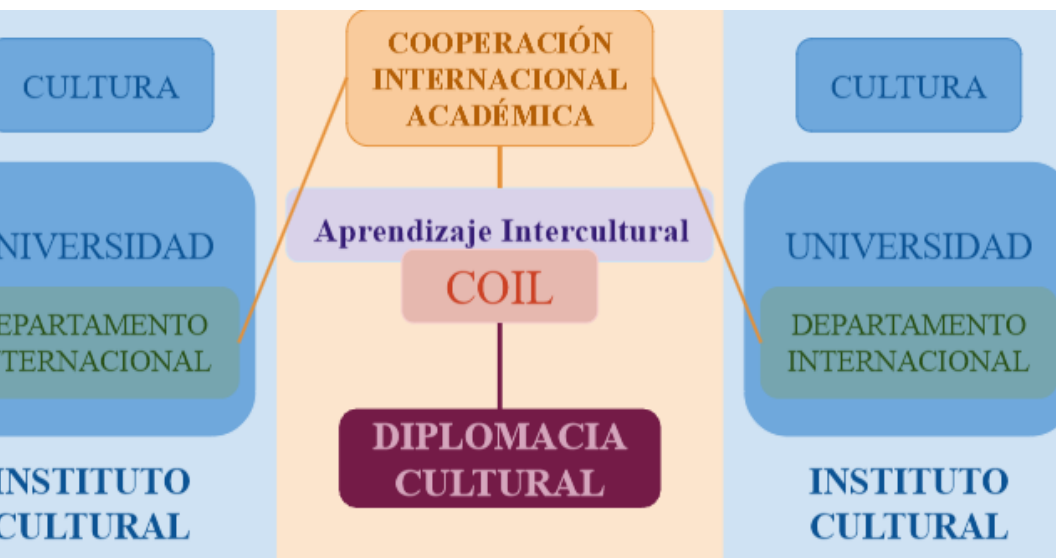 CULTURA
NIVERSIDAD
EPARTAMENTO
TERNACIONAL
INSTITUTO
CULTURAL
COOPERACIÓN
INTERNACIONAL
ACADÉMICA
Aprendizaje Intercultural
COIL
DIPLOMACIA
CULTURAL
CULTURA
UNIVERSIDAD
DEPARTAMENTO
INTERNACIONAL
INSTITUTO
CULTURAL